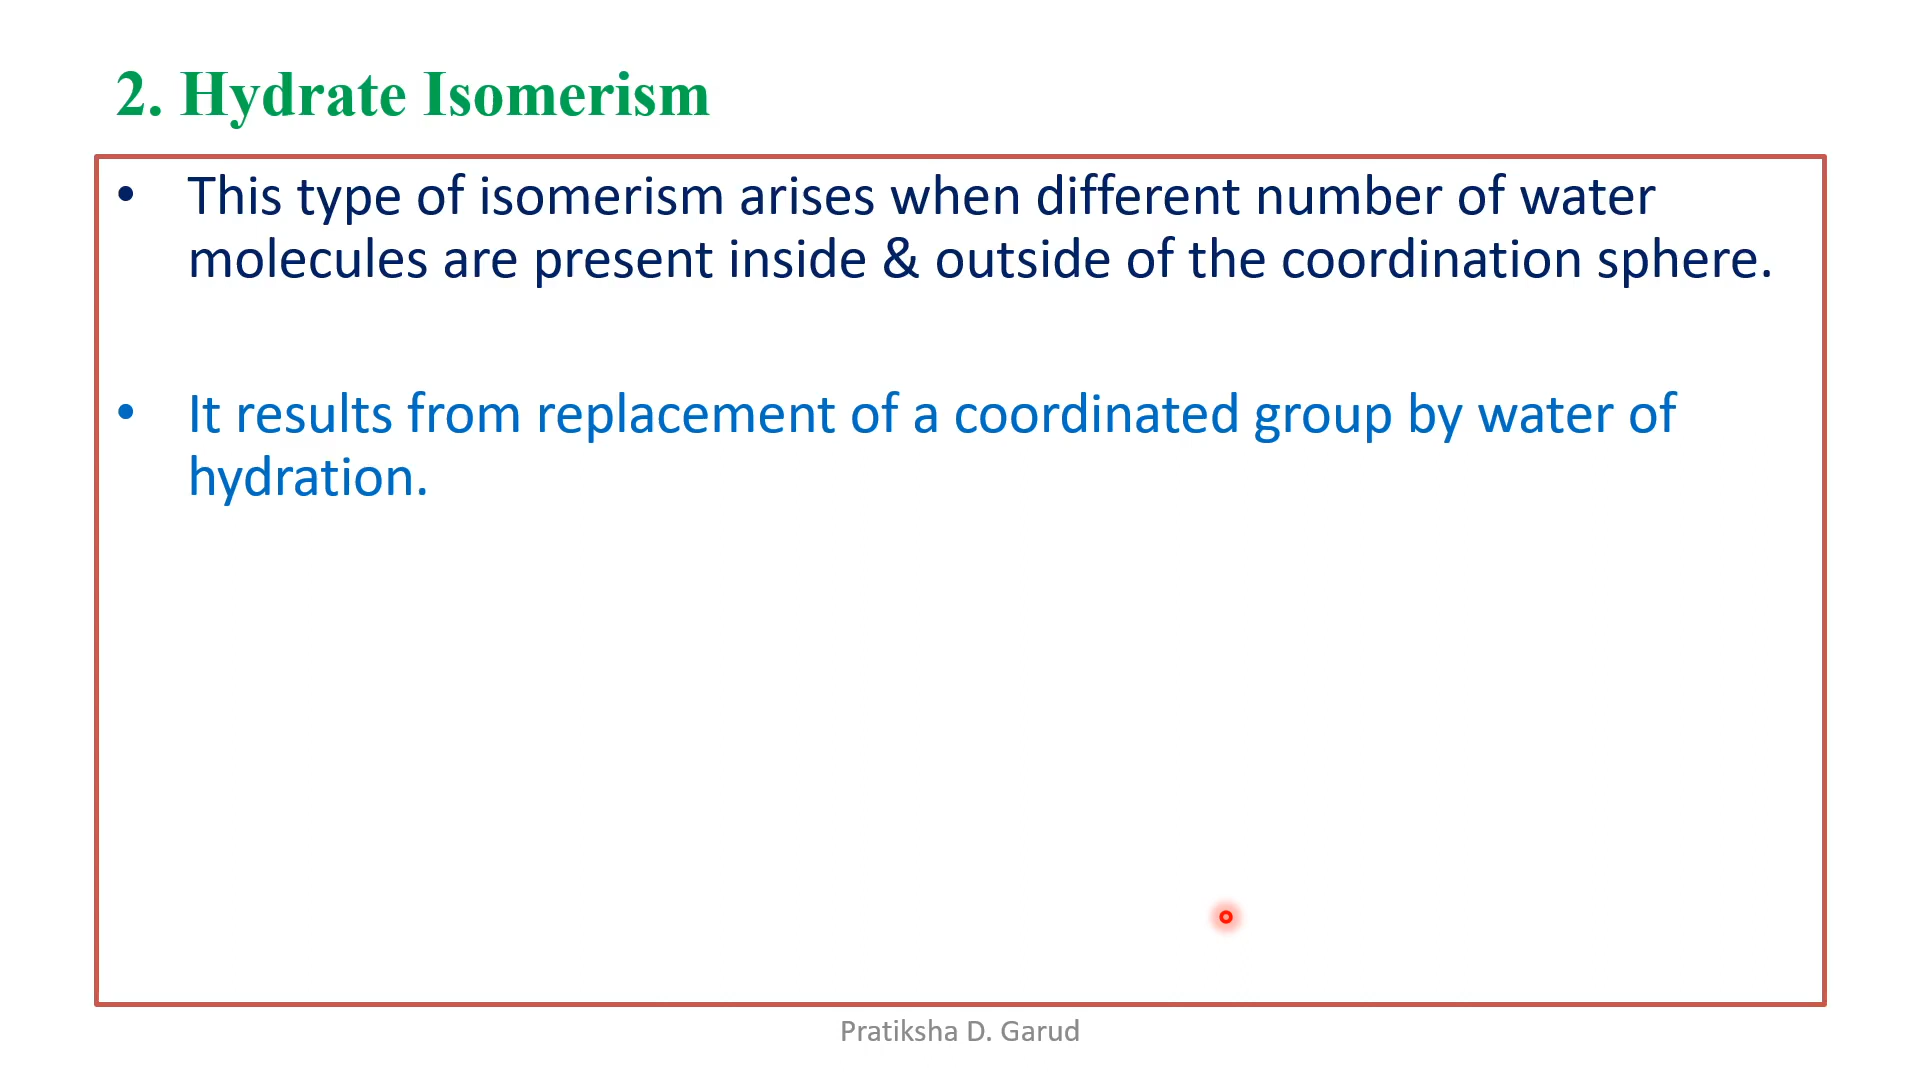 2. Hydrate Isomerism
• This type of isomerism arises when different number of water
molecules are present inside & outside of the coordination sphere.
• It results from replacement of a coordinated group by water of
hydration.
Pratiksha D. Garud